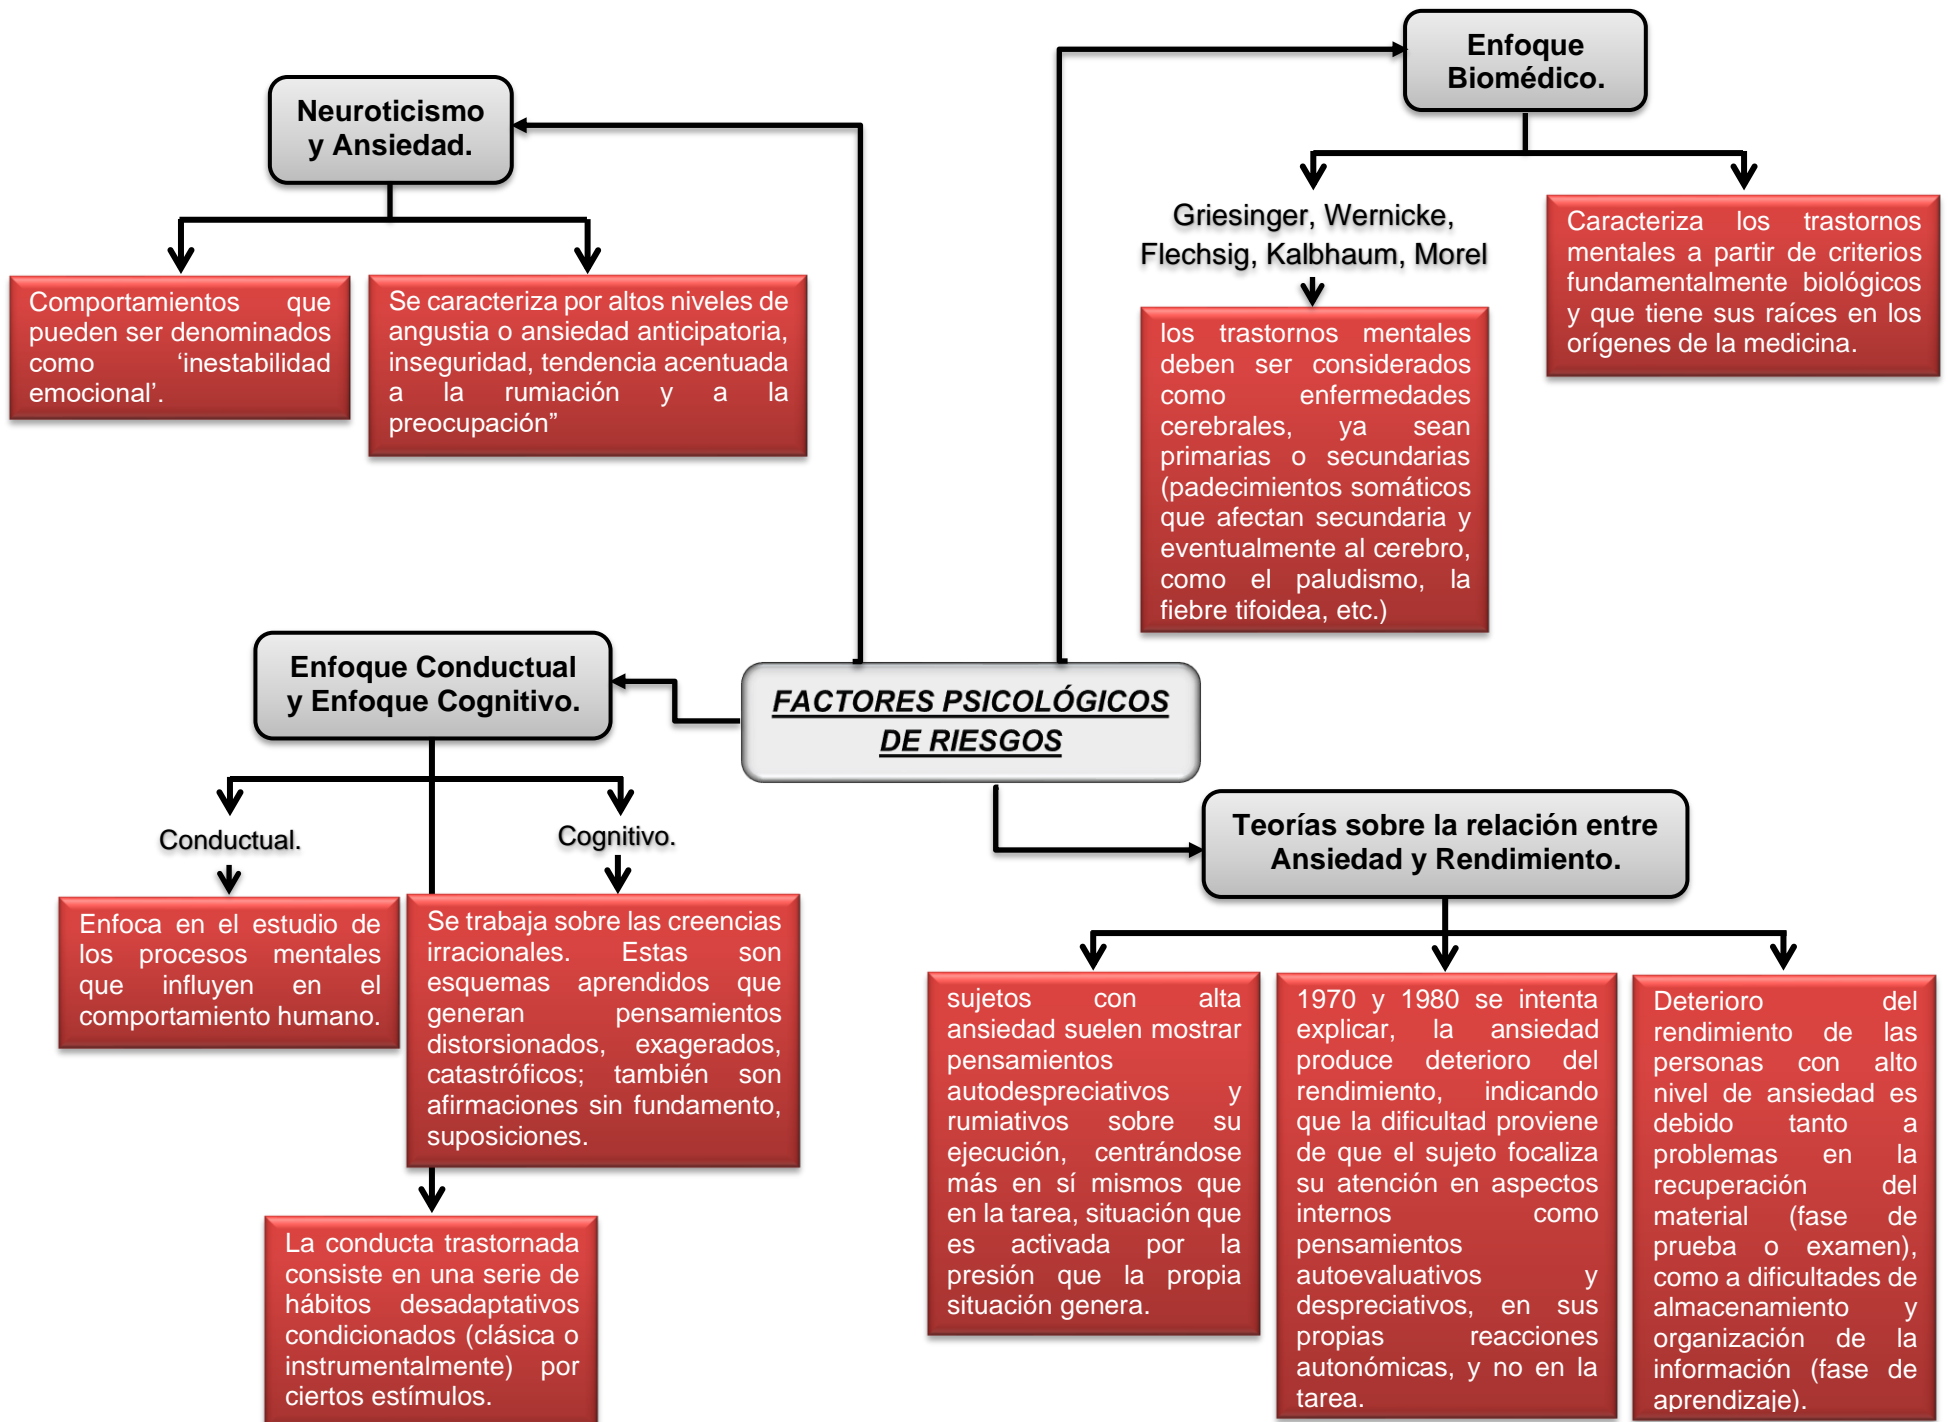 Enfoque
Biomédico.
Neuroticismo
y Ansiedad.
Griesinger, Wernicke,
Flechsig, Kalbhaum, Morel
Caracteriza los trastornos
mentales a partir de criterios
fundamentalmente biológicos
y que tiene sus raíces en los
orígenes de la medicina.
Comportamientos que
pueden ser denominados
como ‘inestabilidad
emocional’.
Se caracteriza por altos niveles de
angustia o ansiedad anticipatoria,
inseguridad, tendencia acentuada
a la rumiación y a la
preocupación”
los trastornos mentales
deben ser considerados
como enfermedades
cerebrales, ya sean
primarias o secundarias
(padecimientos somáticos
que afectan secundaria y
eventualmente al cerebro,
como el paludismo, la
fiebre tifoidea, etc.)
Enfoque Conductual
y Enfoque Cognitivo.
FACTORES PSICOLÓGICOS
DE RIESGOS
Conductual.
Cognitivo.
Teorías sobre la relación entre
Ansiedad y Rendimiento.
Enfoca en el estudio de
los procesos mentales
que influyen en el
comportamiento humano.
Se trabaja sobre las creencias
irracionales. Estas son
esquemas aprendidos que
generan pensamientos
distorsionados, exagerados,
catastróficos; también son
afirmaciones sin fundamento,
suposiciones.
La conducta trastornada
consiste en una serie de
hábitos desadaptativos
condicionados (clásica o
instrumentalmente) por
ciertos estímulos.
sujetos con alta
ansiedad suelen mostrar
pensamientos
autodespreciativos y
rumiativos sobre su
ejecución, centrándose
más en sí mismos que
en la tarea, situación que
es activada por la
presión que la propia
situación genera.
1970 y 1980 se intenta
explicar, la ansiedad
produce deterioro del
rendimiento, indicando
que la dificultad proviene
de que el sujeto focaliza
su atención en aspectos
internos como
pensamientos
autoevaluativos y
despreciativos, en sus
propias reacciones
autonómicas, y no en la
tarea.
Deterioro del
rendimiento de las
personas con alto
nivel de ansiedad es
debido tanto a
problemas en la
recuperación del
material (fase de
prueba o examen),
como a dificultades de
almacenamiento y
organización de la
información (fase de
aprendizaje).